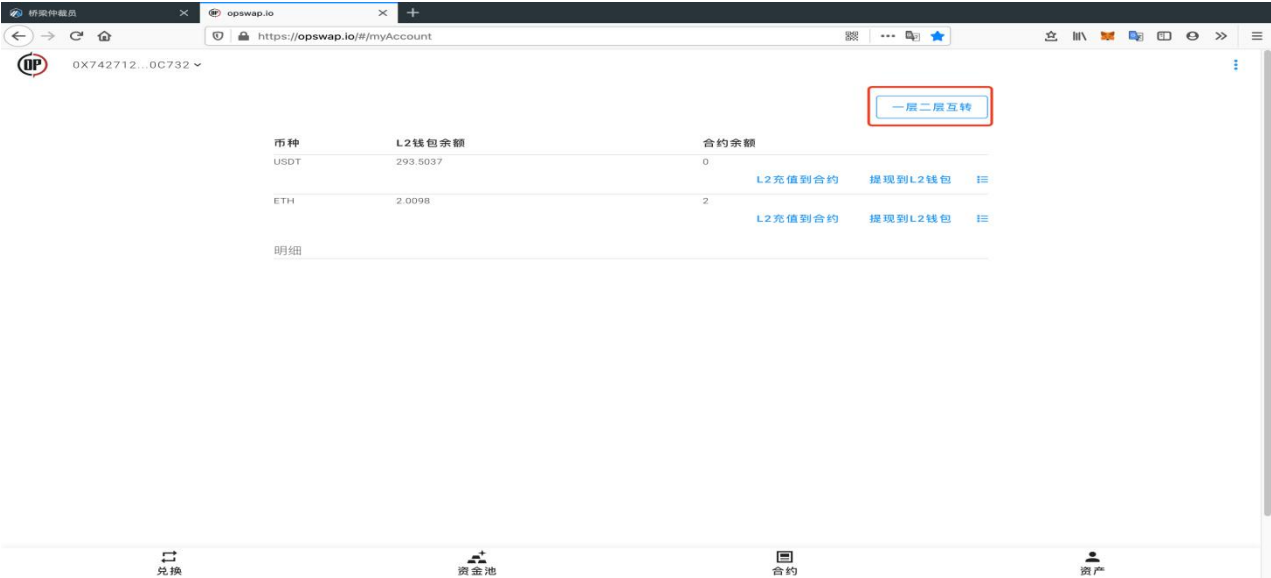 桥梁仲裁员
opswap.io
https://opswap.io/#/myAccount
OP
0X742712...0C732
一层二层互转
币种 L2钱包余额 合约余额
USDT 293.5037 0
L2充值到合约 提现到L2钱包
ETH 2.0098 2
L2充值到合约 提现到L2钱包
明细
兑换 资金池 合约 资产